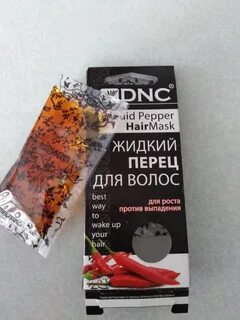 DNC®
uid Pepper
HairMask
ЖИДКИЙ
ПЕРЕЦ
ДЛЯ ВОЛОС
для роста
против выпадения
best
way
to
wake up
your
hair